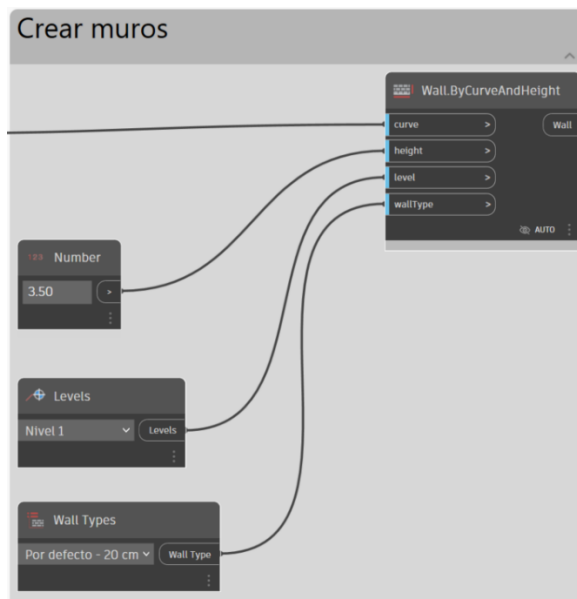 Crear muros
Wall.ByCurveAndHeight
curve >
Wall
height >
level >
wallType >
AUTO
123 Number
3.50 >
Levels
Nivel 1
Levels
Wall Types
Por defecto - 20 cm
Wall Type